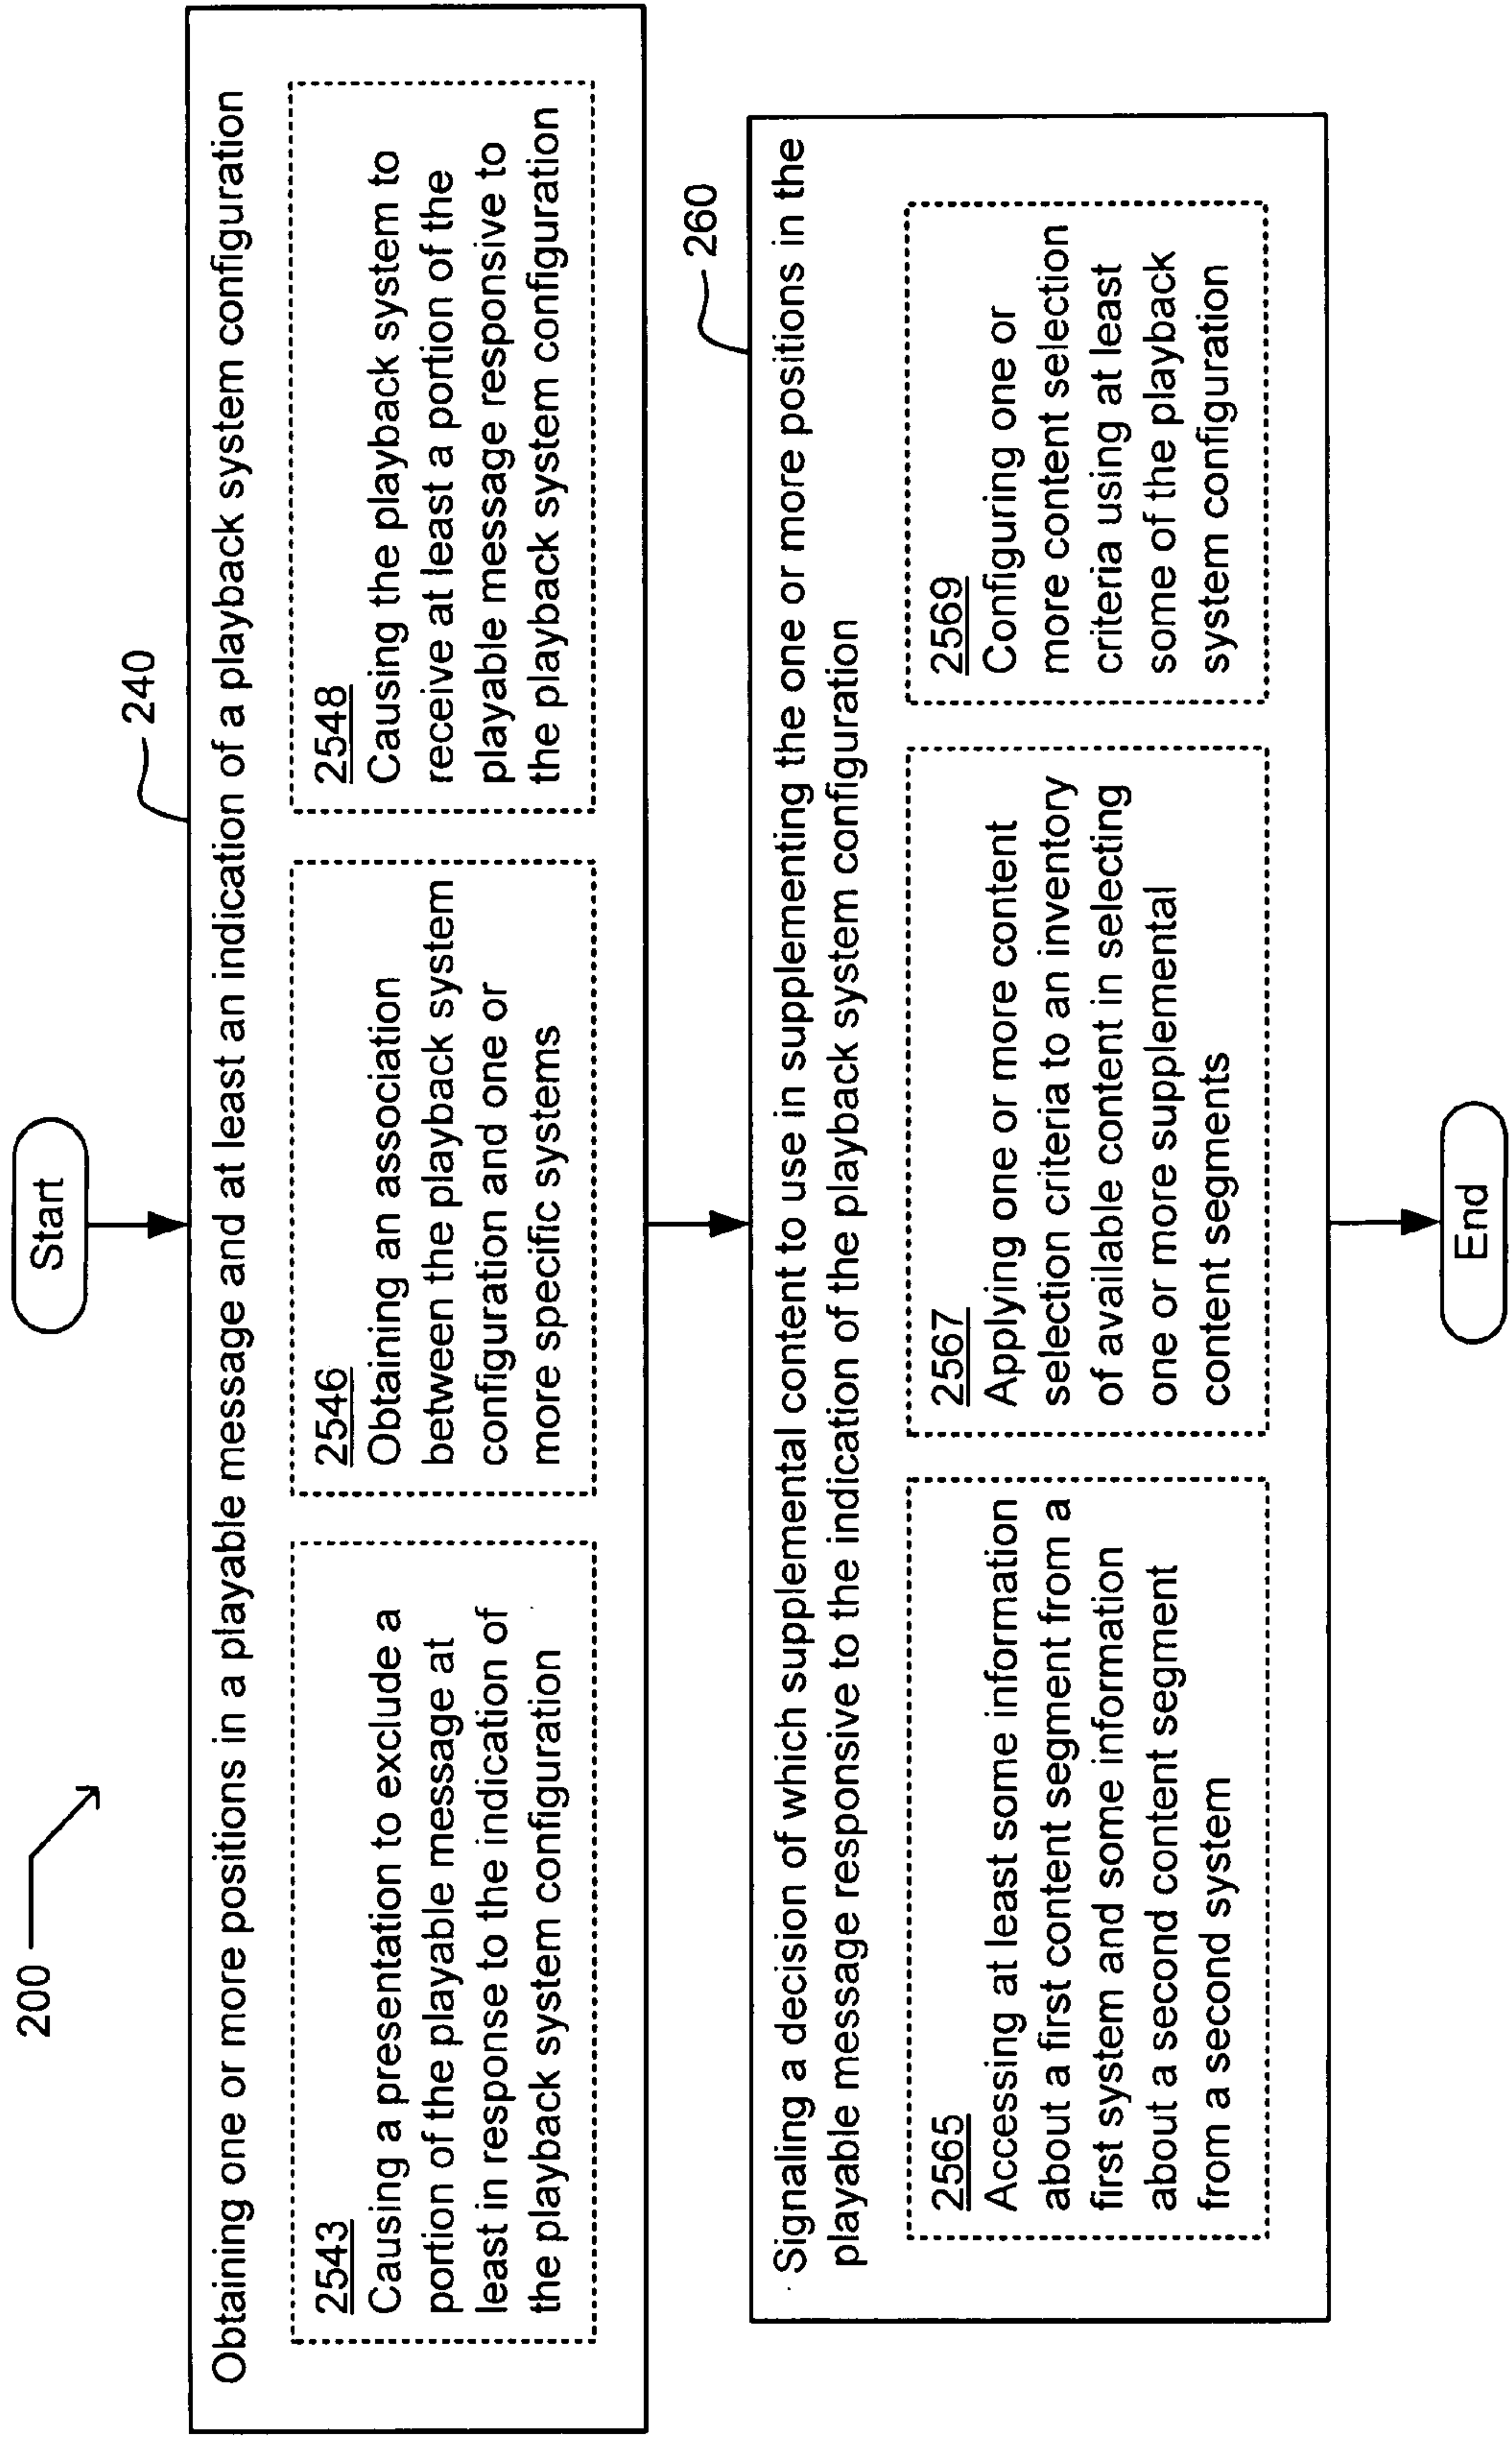 200
Start
240
Obtaining one or more positions in a playable message and at least an indication of a playback system configuration
2543
Causing a presentation to exclude a
portion of the playable message at
least in response to the indication of
the playback system configuration
2546
Obtaining an association
between the playback system
configuration and one or
more specific systems
2548
Causing the playback system to
receive at least a portion of the
playable message responsive to
the playback system configuration
260
Signaling a decision of which supplemental content to use in supplementing the one or more positions in the
playable message responsive to the indication of the playback system configuration
2565
Accessing at least some information
about a first content segment from a
first system and some information
about a second content segment
from a second system
2567
Applying one or more content
selection criteria to an inventory
of available content in selecting
one or more supplemental
content segments
2569
Configuring one or
more content selection
criteria using at least
some of the playback
system configuration
End